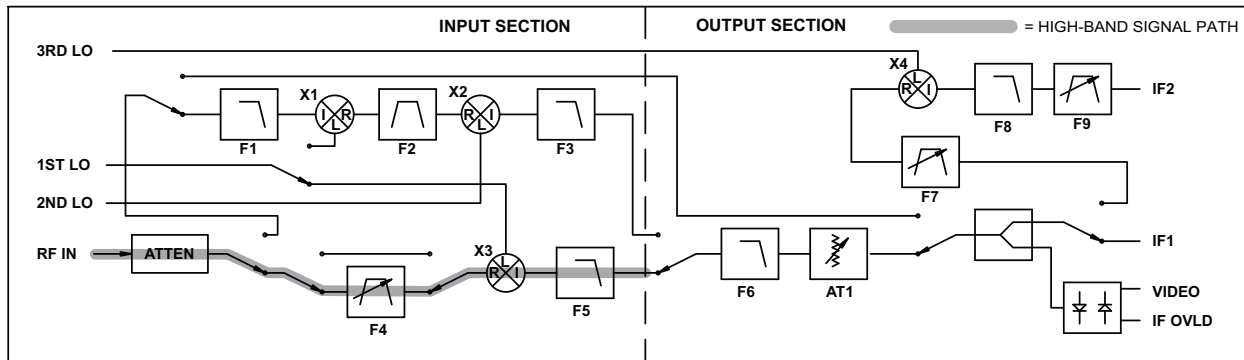 INPUT SECTION
OUTPUT SECTION
= HIGH-BAND SIGNAL PATH
3RD LO
X4
L
R I
IF2
F8
F9
X1
I R
L
X2
R I
L
F1
F2
F3
1ST LO
F7
2ND LO
RF IN
ATTEN
X3
L
R I
IF1
F4
F5
F6
AT1
VIDEO
IF OVLD